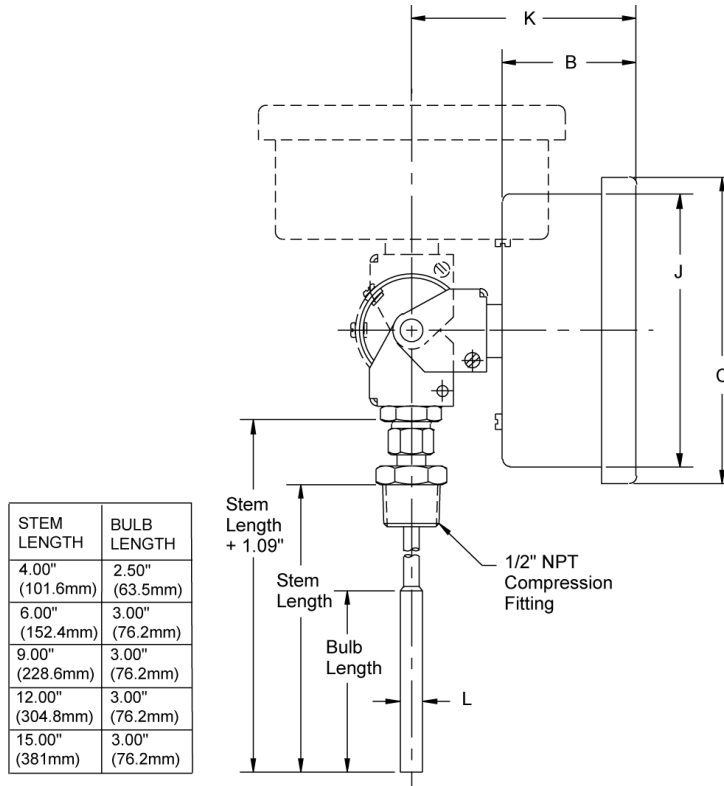 K
B
J
STEM LENGTH
BULB LENGTH
4.00" (101.6mm)
2.50" (63.5mm)
6.00" (152.4mm)
3.00" (76.2mm)
9.00" (228.6mm)
3.00" (76.2mm)
12.00" (304.8mm)
3.00" (76.2mm)
15.00" (381mm)
3.00" (76.2mm)
Stem
Length
+ 1.09"
Stem
Length
Bulb
Length
L
1/2" NPT
Compression
Fitting